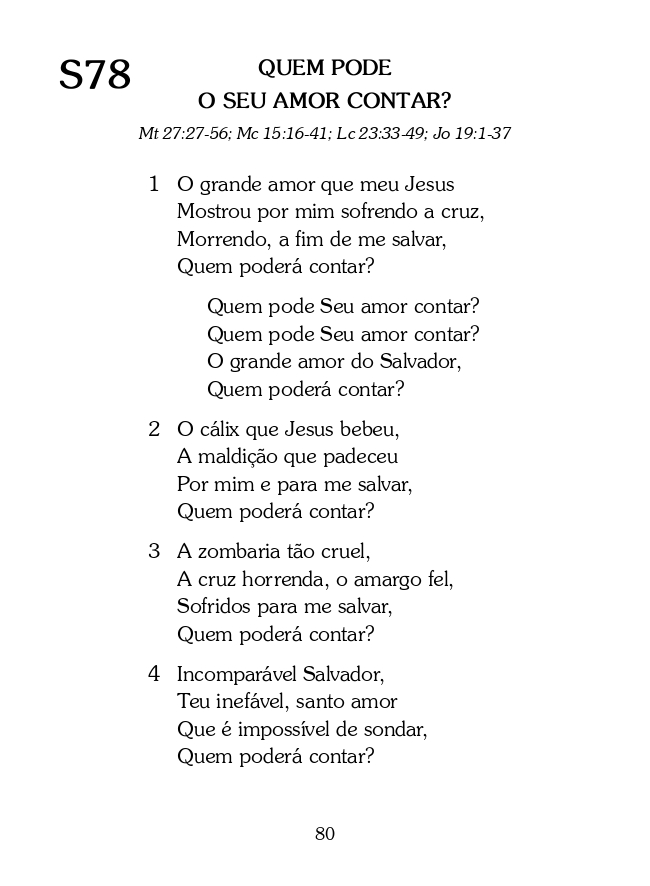 S78
QUEM PODE
O SEU AMOR CONTAR?
Mt 27:27-56; Mc 15:16-41; Lc 23:33-49; Jo 19:1-37
1 O grande amor que meu Jesus
Mostrou por mim sofrendo a cruz,
Morrendo, a fim de me salvar,
Quem poderá contar?
Quem pode Seu amor contar?
Quem pode Seu amor contar?
O grande amor do Salvador,
Quem poderá contar?
2 O cálix que Jesus bebeu,
A maldição que padeceu
Por mim e para me salvar,
Quem poderá contar?
3 A zombaria tão cruel,
A cruz horrenda, o amargo fel,
Sofridos para me salvar,
Quem poderá contar?
4 Incomparável Salvador,
Teu inefável, santo amor
Que é impossível de sondar,
Quem poderá contar?
80